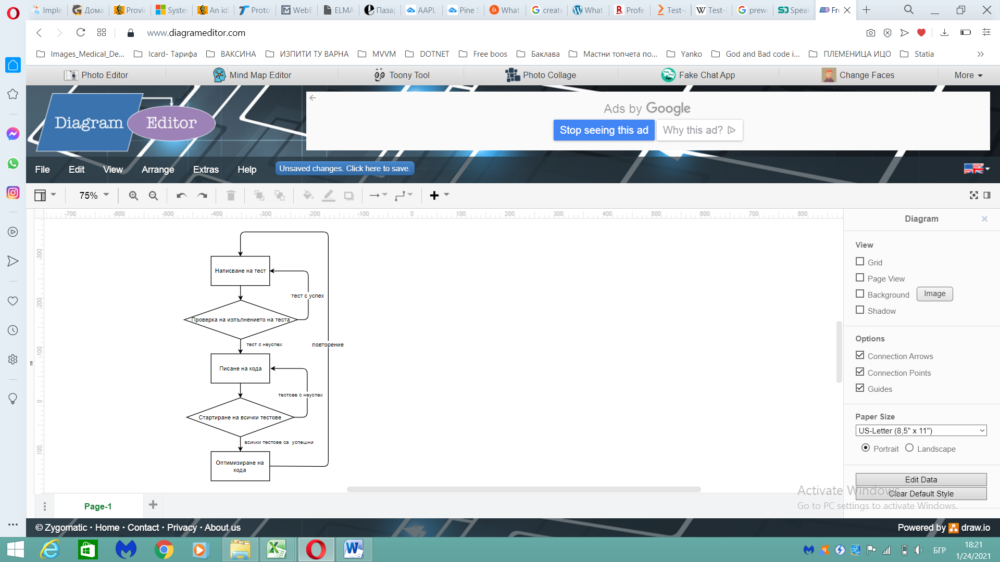 Imple Дома Provid System An idi Proto WebE ELMA Пазар AAPL Pine S What create What Profe Test- Test-l prew Speak Fr
www.diagrameditor.com
Images_Medical_De... Icard- Тарифа ВАКСИНА ИЗПИТИ ТУ ВАРНА MVVM DOTNET Free boos Баклава Мастни топчета по... Yanko God and Bad code i... ПЛЕМЕНИЦА ИЦО Statia
Photo Editor Mind Map Editor Toony Tool Photo Collage Fake Chat App Change Faces More
Diagram Editor
Ads by Google
Stop seeing this ad Why this ad?
File Edit View Arrange Extras Help Unsaved changes. Click here to save.
75%
-700 -600 -500 -400 -300 -200 -100 0 100 200 300 400 500 600 700 800
-300
-200
-100
0
100
Написване на тест
тест с успех
Проверка на изпълнението на теста
тест с неуспех
повторение
Писане на кода
тестове с неуспех
Стартиране на всички тестове
всички тестове са успешни
Оптимизиране на
кода
Diagram
View
Grid
Page View
Background Image
Shadow
Options
Connection Arrows
Connection Points
Guides
Paper Size
US-Letter (8,5" x 11")
Portrait Landscape
Edit Data
Clear Default Style
Activate Windows
Go to PC settings to activate Windows.
Page-1
© Zygomatic · Home · Contact · Privacy · About us
Powered by draw.io
БГР
18:21
1/24/2021